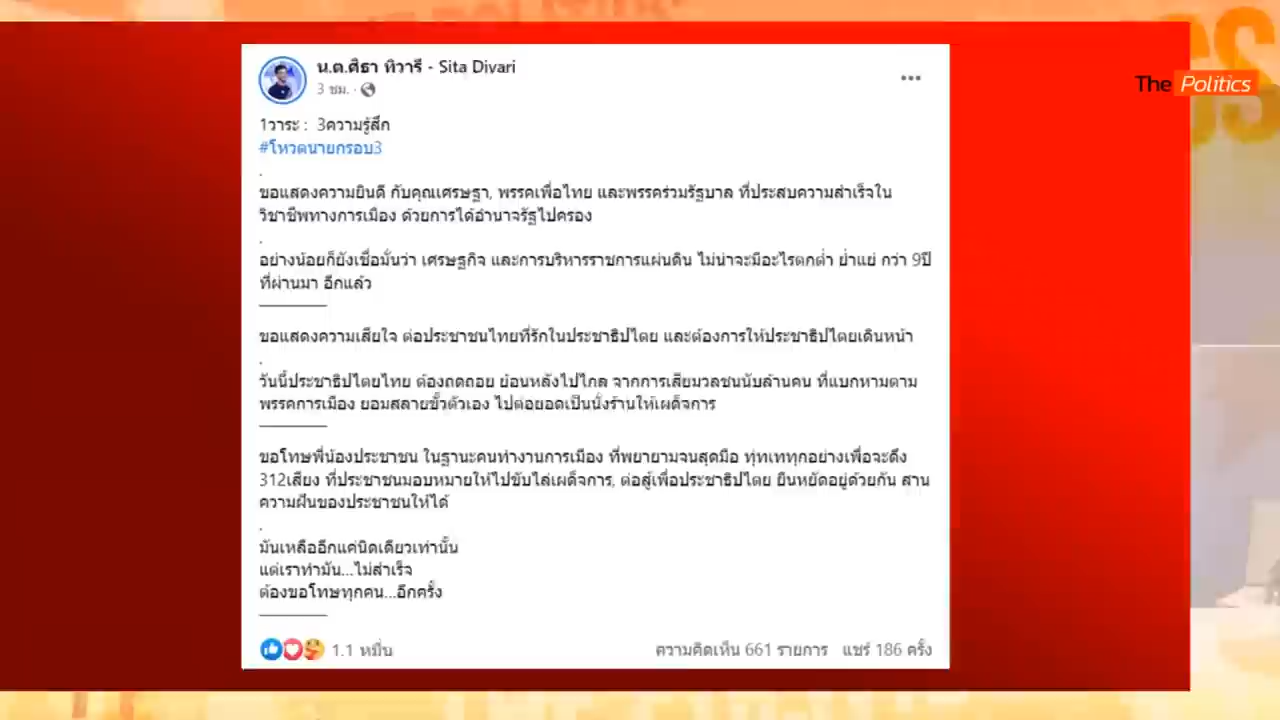 The Politics
น.ต.ศิธา ทิวารี - Sita Divari
3 ชม. ·
1วาระ : 3ความรู้สึก
#โหวตนายกรอบ3
.
ขอแสดงความยินดี กับคุณเศรษฐา, พรรคเพื่อไทย และพรรคร่วมรัฐบาล ที่ประสบความสำเร็จใน
วิชาชีพทางการเมือง ด้วยการได้อำนาจรัฐไปครอง
.
อย่างน้อยก็ยังเชื่อมั่นว่า เศรษฐกิจ และการบริหารราชการแผ่นดิน ไม่น่าจะมีอะไรตกต่ำ ย่ำแย่ กว่า 9ปี
ที่ผ่านมา อีกแล้ว
ขอแสดงความเสียใจ ต่อประชาชนไทยที่รักในประชาธิปไตย และต้องการให้ประชาธิปไตยเดินหน้า
.
วันนี้ประชาธิปไตยไทย ต้องถดถอย ย้อนหลังไปไกล จากการเสียมวลชนนับล้านคน ที่แบกหามตาม
พรรคการเมือง ยอมสลายขั้วตัวเอง ไปต่อยอดเป็นนั่งร้านให้เผด็จการ
ขอโทษพี่น้องประชาชน ในฐานะคนทำงานการเมือง ที่พยายามจนสุดมือ ทุ่มเททุกอย่างเพื่อจะดึง
312เสียง ที่ประชาชนมอบหมายให้ไปขับไล่เผด็จการ, ต่อสู้เพื่อประชาธิปไตย ยืนหยัดอยู่ด้วยกัน สาน
ความฝันของประชาชนให้ได้
.
มันเหลืออีกแค่นิดเดียวเท่านั้น
แต่เราทำมัน...ไม่สำเร็จ
ต้องขอโทษทุกคน...อีกครั้ง
1.1 หมื่น
ความคิดเห็น 661 รายการ แชร์ 186 ครั้ง